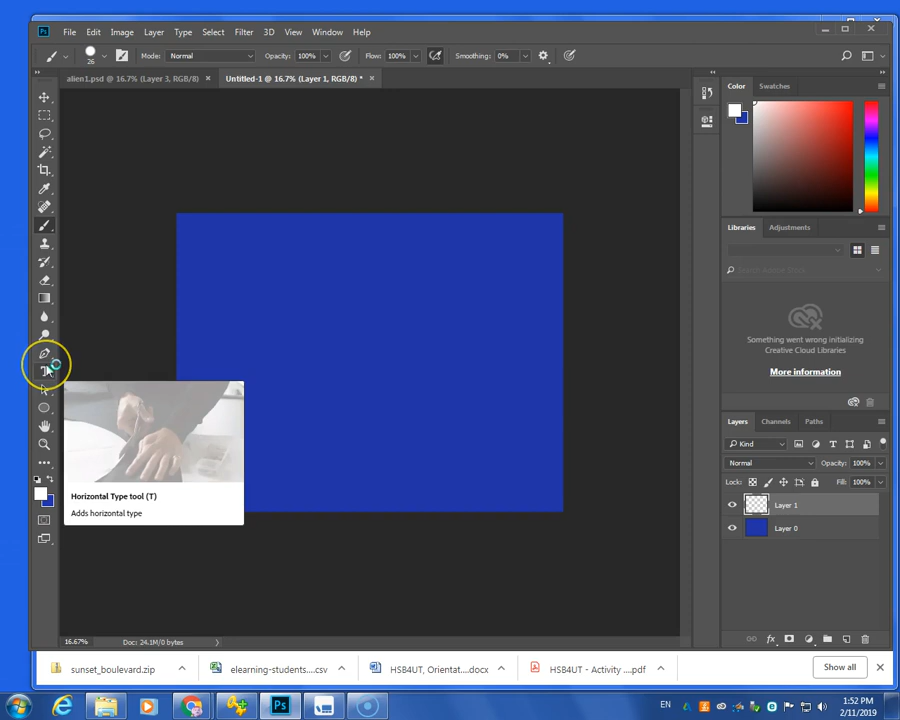 Ps File Edit Image Layer Type Select Filter 3D View Window Help
26 Mode: Normal Opacity: 100% Flow: 100% Smoothing: 0%
alien1.psd @ 16.7% (Layer 3, RGB/8) × Untitled-1 @ 16.7% (Layer 1, RGB/8) * ×
Color Swatches
Libraries Adjustments
Something went wrong initializing
Creative Cloud Libraries
More information
Layers Channels Paths
Kind
Normal Opacity: 100%
Lock: Fill: 100%
Layer 1
Layer 0
Horizontal Type tool (T)
Adds horizontal type
16.67% Doc: 24.1M/0 bytes
sunset_boulevard.zip elearning-students....csv HSB4UT, Orientat....docx HSB4UT - Activity ....pdf Show all
Ps EN 1:52 PM
2/11/2019